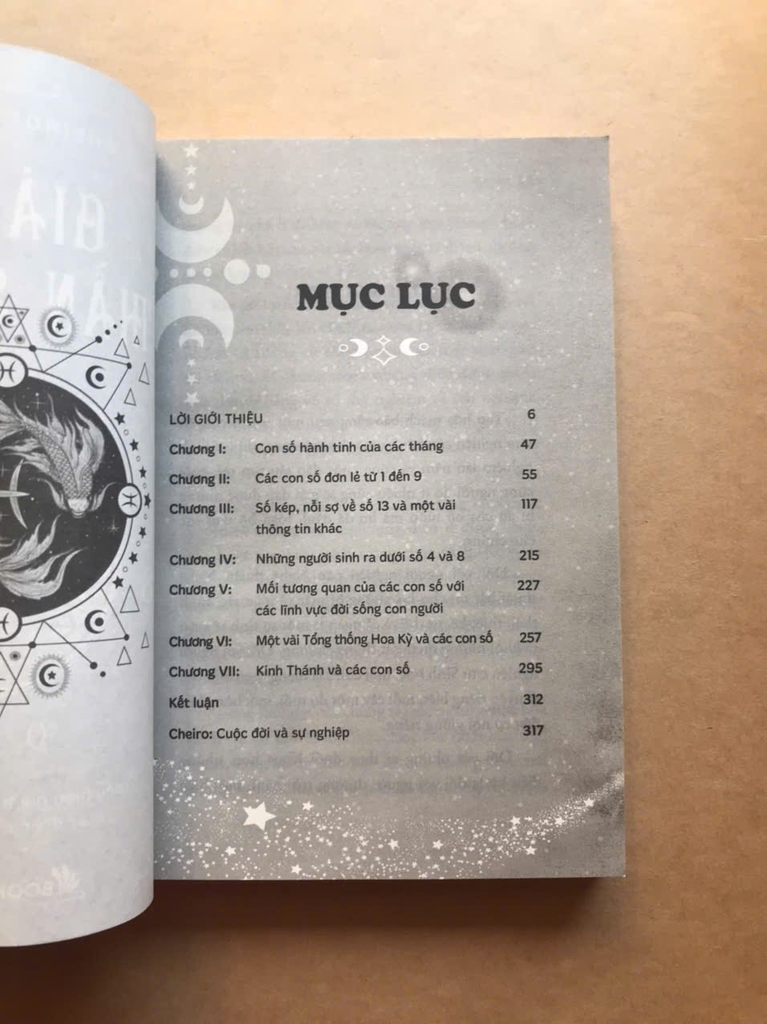 GIẢ
MỤC LỤC
LỜI GIỚI THIỆU 6
Chương I: Con số hành tinh của các tháng 47
Chương II: Các con số đơn lẻ từ 1 đến 9 55
Chương III: Số kép, nỗi sợ về số 13 và một vài 117
thông tin khác
Chương IV: Những người sinh ra dưới số 4 và 8 215
Chương V: Mối tương quan của các con số với 227
các lĩnh vực đời sống con người
Chương VI: Một vài Tổng thống Hoa Kỳ và các con số 257
Chương VII: Kinh Thánh và các con số 295
Kết luận 312
Cheiro: Cuộc đời và sự nghiệp 317